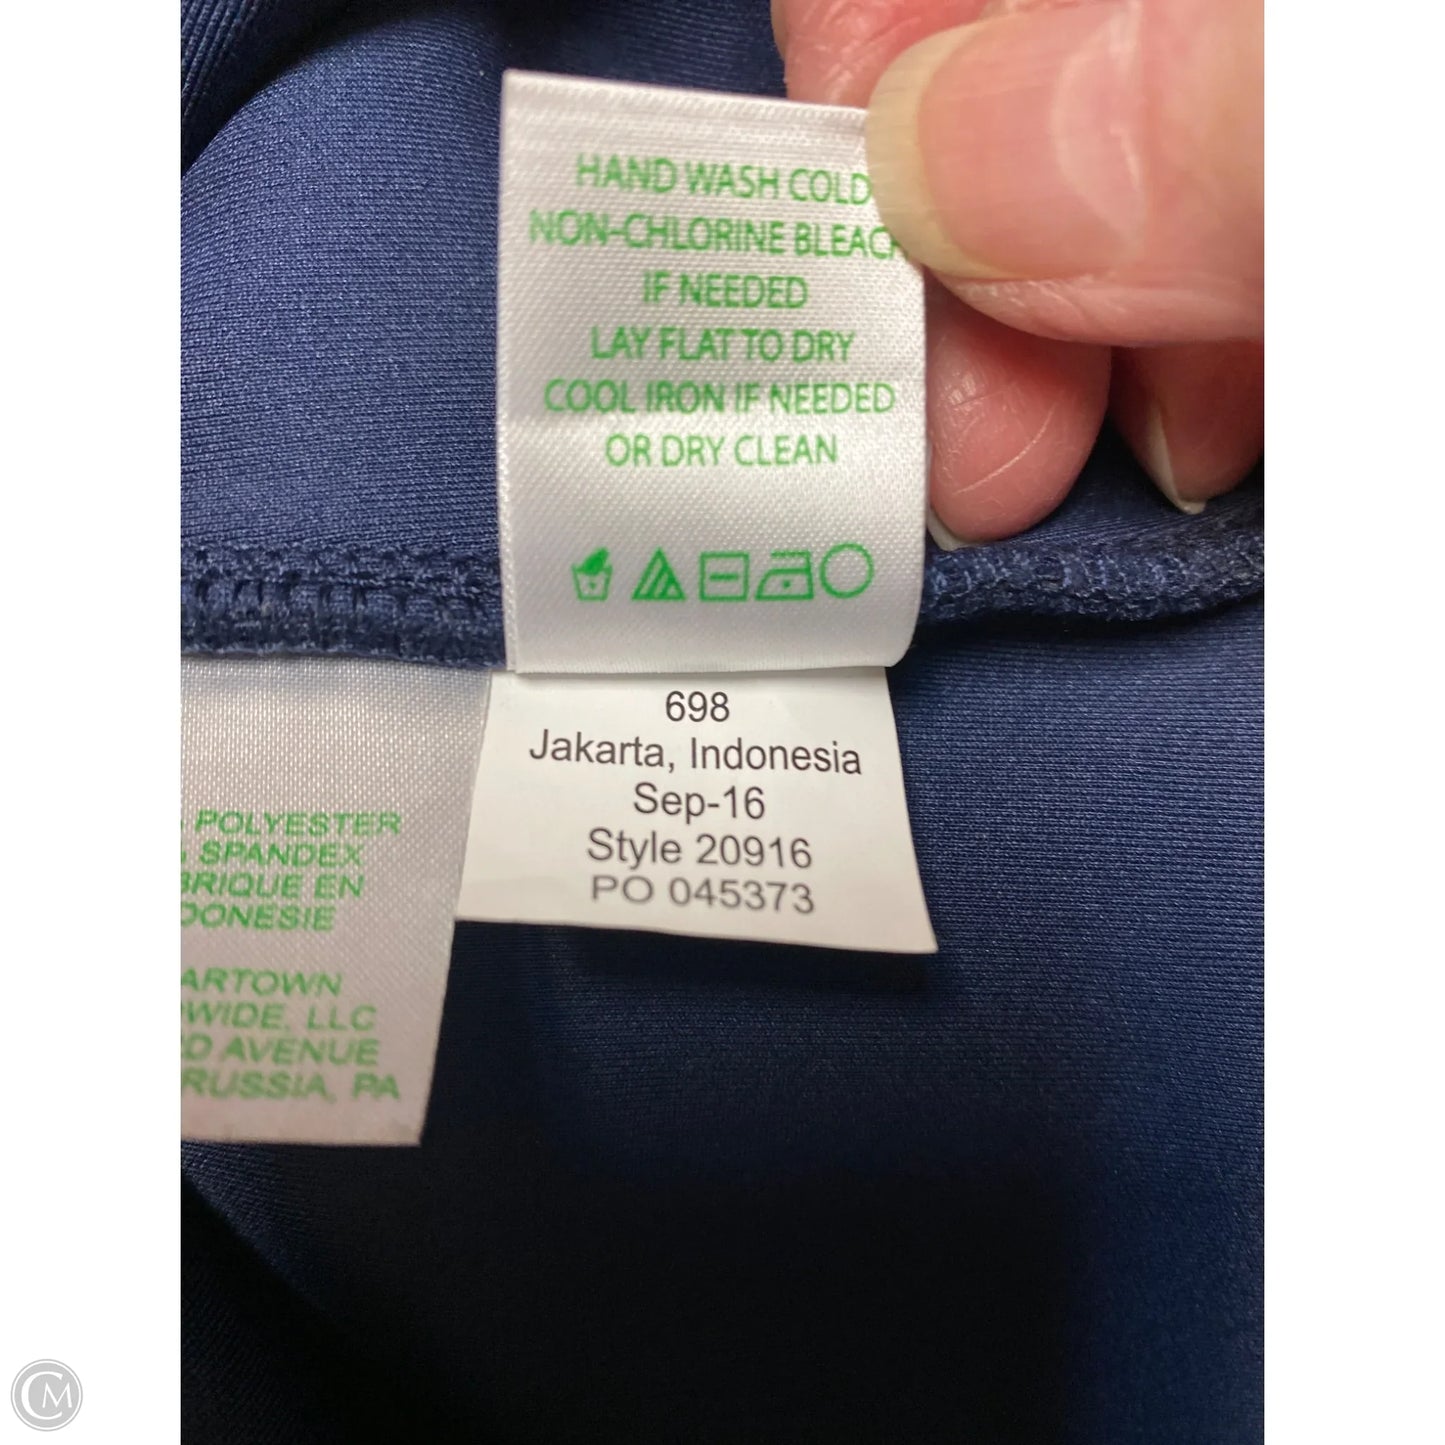 HAND WASH COLD
NON-CHLORINE BLEACH
IF NEEDED
LAY FLAT TO DRY
COOL IRON IF NEEDED
OR DRY CLEAN
698
Jakarta, Indonesia
Sep-16
Style 20916
PO 045373
POLYESTER
SPANDEX
BRIQUE EN
DONESIE
ARTOWN
WIDE, LLC
D AVENUE
RUSSIA, PA
CM